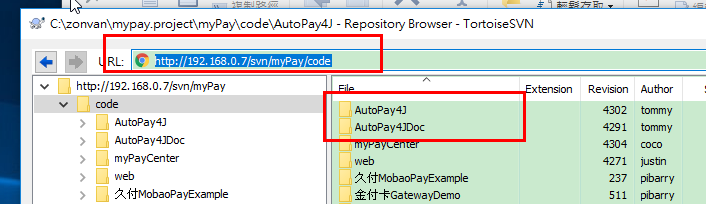 複製路徑
輕鬆存取
C:\zonvan\mypay.project\myPay\code\AutoPay4J - Repository Browser - TortoiseSVN
URL: http://192.168.0.7/svn/myPay/code
http://192.168.0.7/svn/myPay
code
AutoPay4J
AutoPay4JDoc
myPayCenter
web
久付MobaoPayExample
File Extension Revision Author
AutoPay4J 4302 tommy
AutoPay4JDoc 4291 tommy
myPayCenter 4304 coco
web 4271 justin
久付MobaoPayExample 237 pibarry
金付卡GatewayDemo 511 pibarry